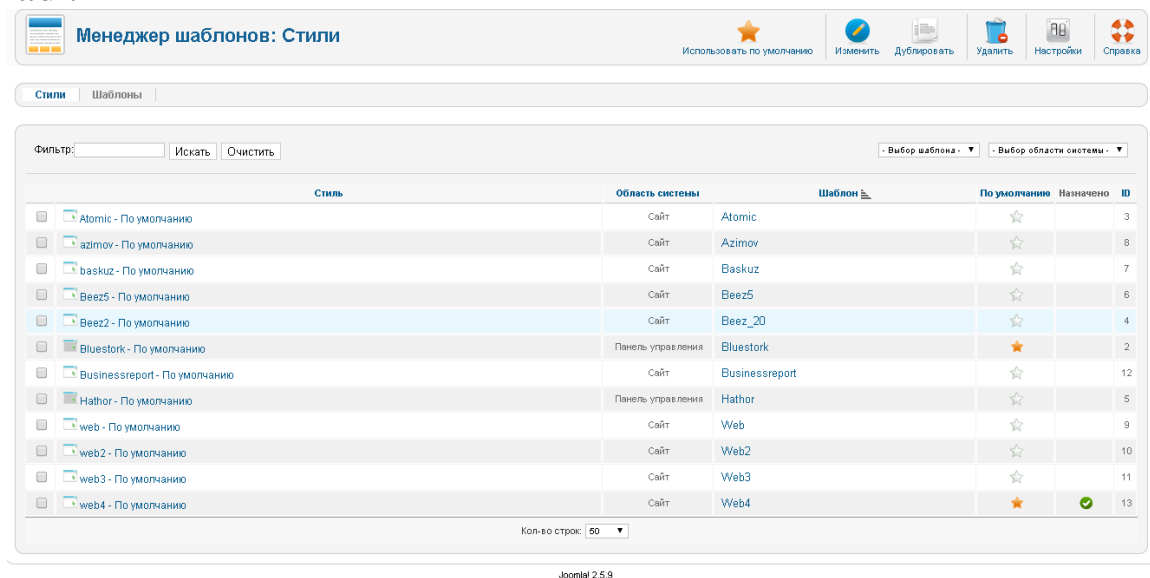 Менеджер шаблонов: Стили
Использовать по умолчанию Изменить Дублировать Удалить Настройки Справка
Стили Шаблоны
Фильтр: Искать Очистить - Выбор шаблона - - Выбор области системы -
Стиль Область системы Шаблон По умолчанию Назначено ID
Atomic - По умолчанию Сайт Atomic 3
azimov - По умолчанию Сайт Azimov 8
baskuz - По умолчанию Сайт Baskuz 7
Beez5 - По умолчанию Сайт Beez5 6
Beez2 - По умолчанию Сайт Beez_20 4
Bluestork - По умолчанию Панель управления Bluestork 2
Businessreport - По умолчанию Сайт Businessreport 12
Hathor - По умолчанию Панель управления Hathor 5
web - По умолчанию Сайт Web 9
web2 - По умолчанию Сайт Web2 10
web3 - По умолчанию Сайт Web3 11
web4 - По умолчанию Сайт Web4 13
Кол-во строк: 50
Joomla! 2.5.9